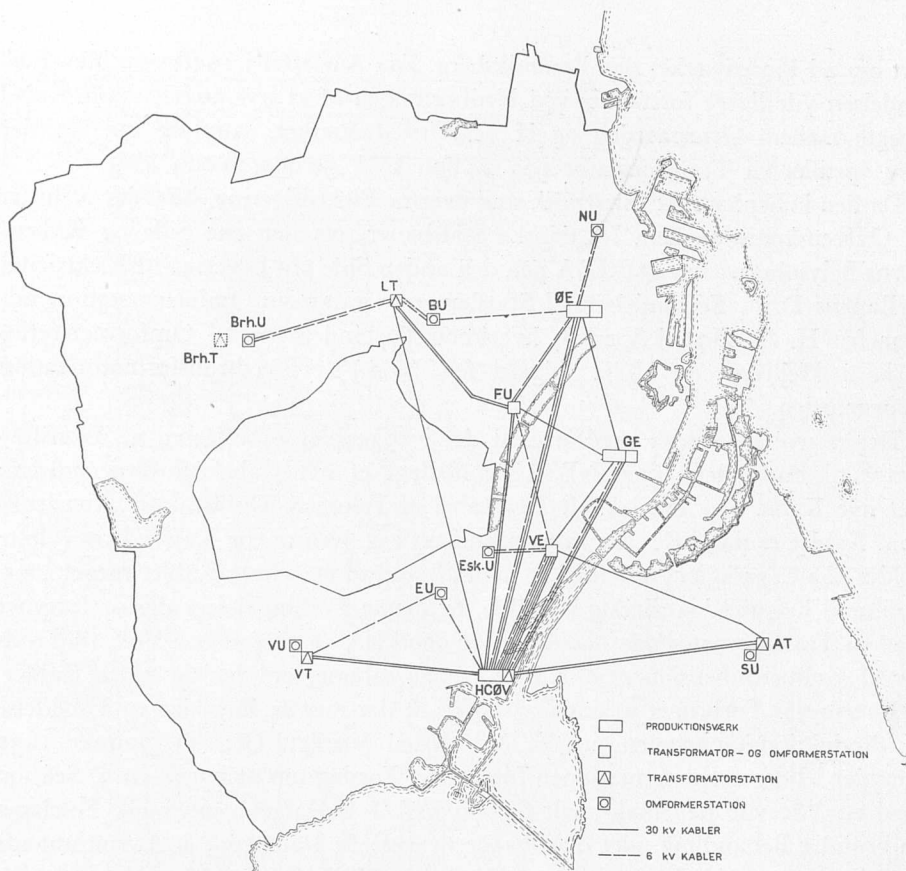 NU
LT
BU
ØE
Brh.U
Brh.T
FU
GE
VE
Esk.U
EU
VU
VT
AT
SU
HCØV
PRODUKTIONSVÆRK
TRANSFORMATOR- OG OMFORMERSTATION
TRANSFORMATORSTATION
OMFORMERSTATION
30 KV KABLER
6 KV KABLER